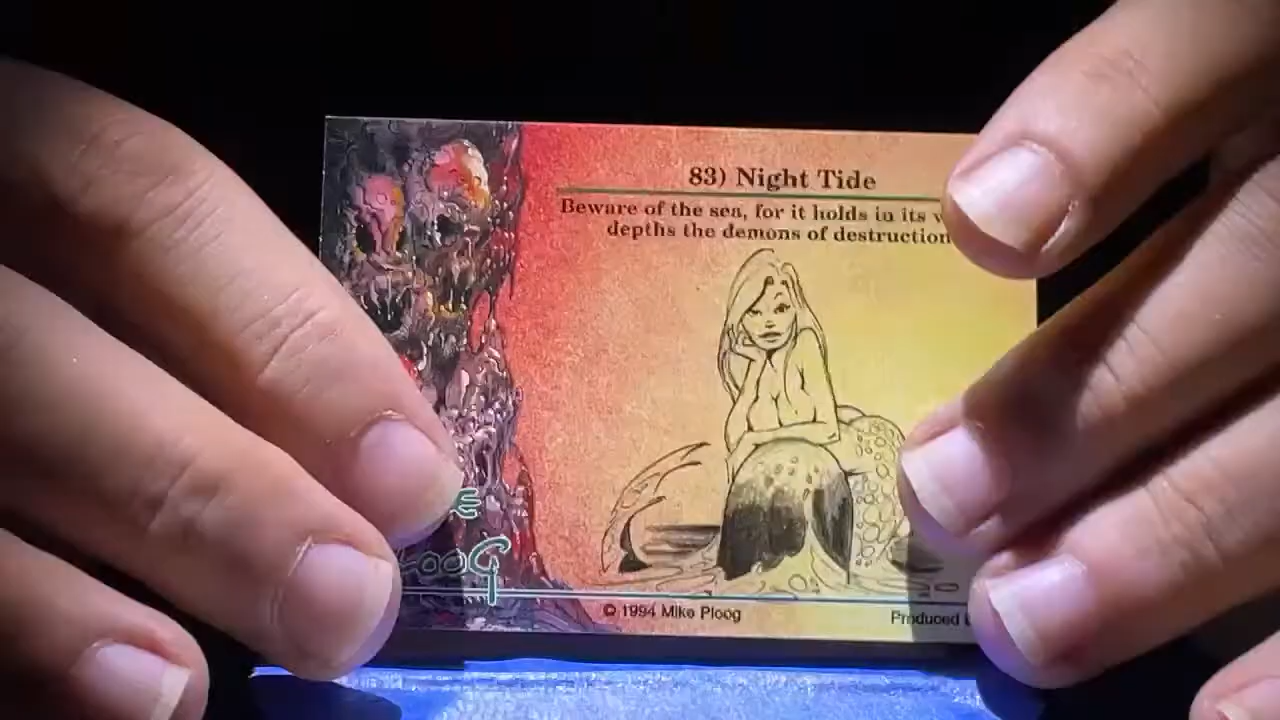 83) Night Tide
Beware of the sea, for it holds in its
depths the demons of destruction
© 1994 Mike Ploog
Produced